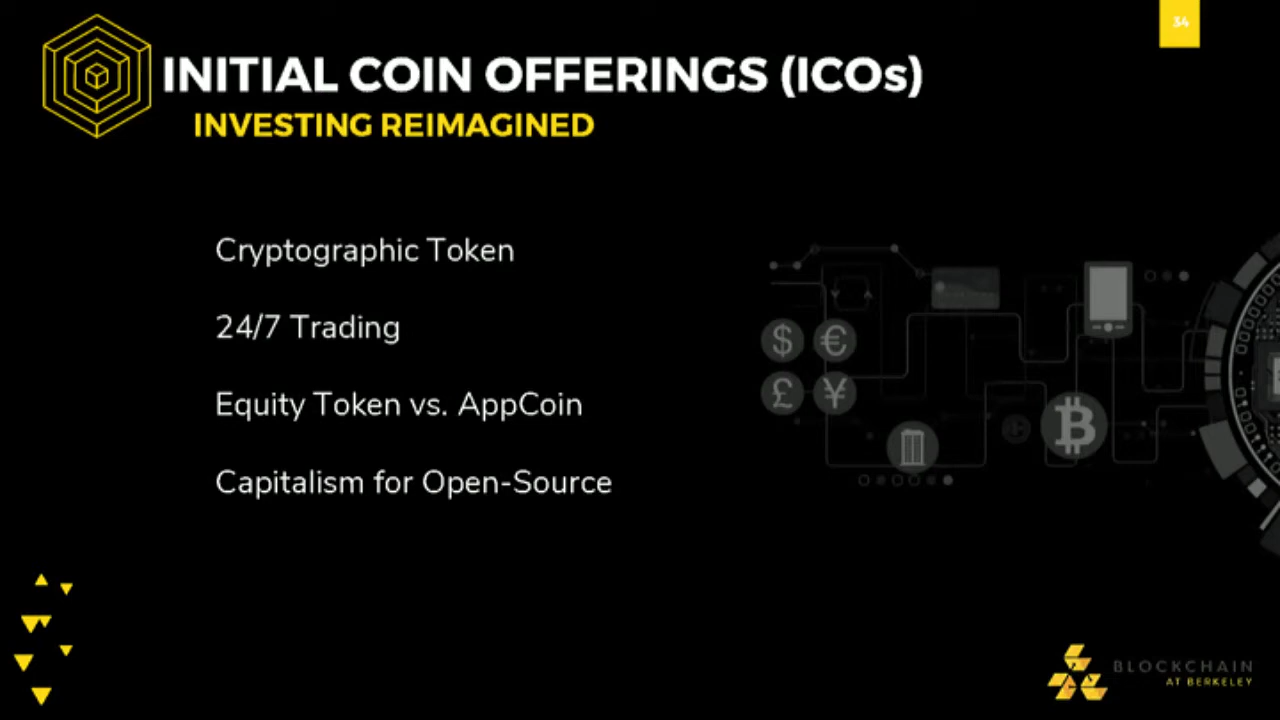 34
INITIAL COIN OFFERINGS (ICOs)
INVESTING REIMAGINED
Cryptographic Token
24/7 Trading
Equity Token vs. AppCoin
Capitalism for Open-Source
$ €
£ ¥
BLOCKCHAIN
AT BERKELEY